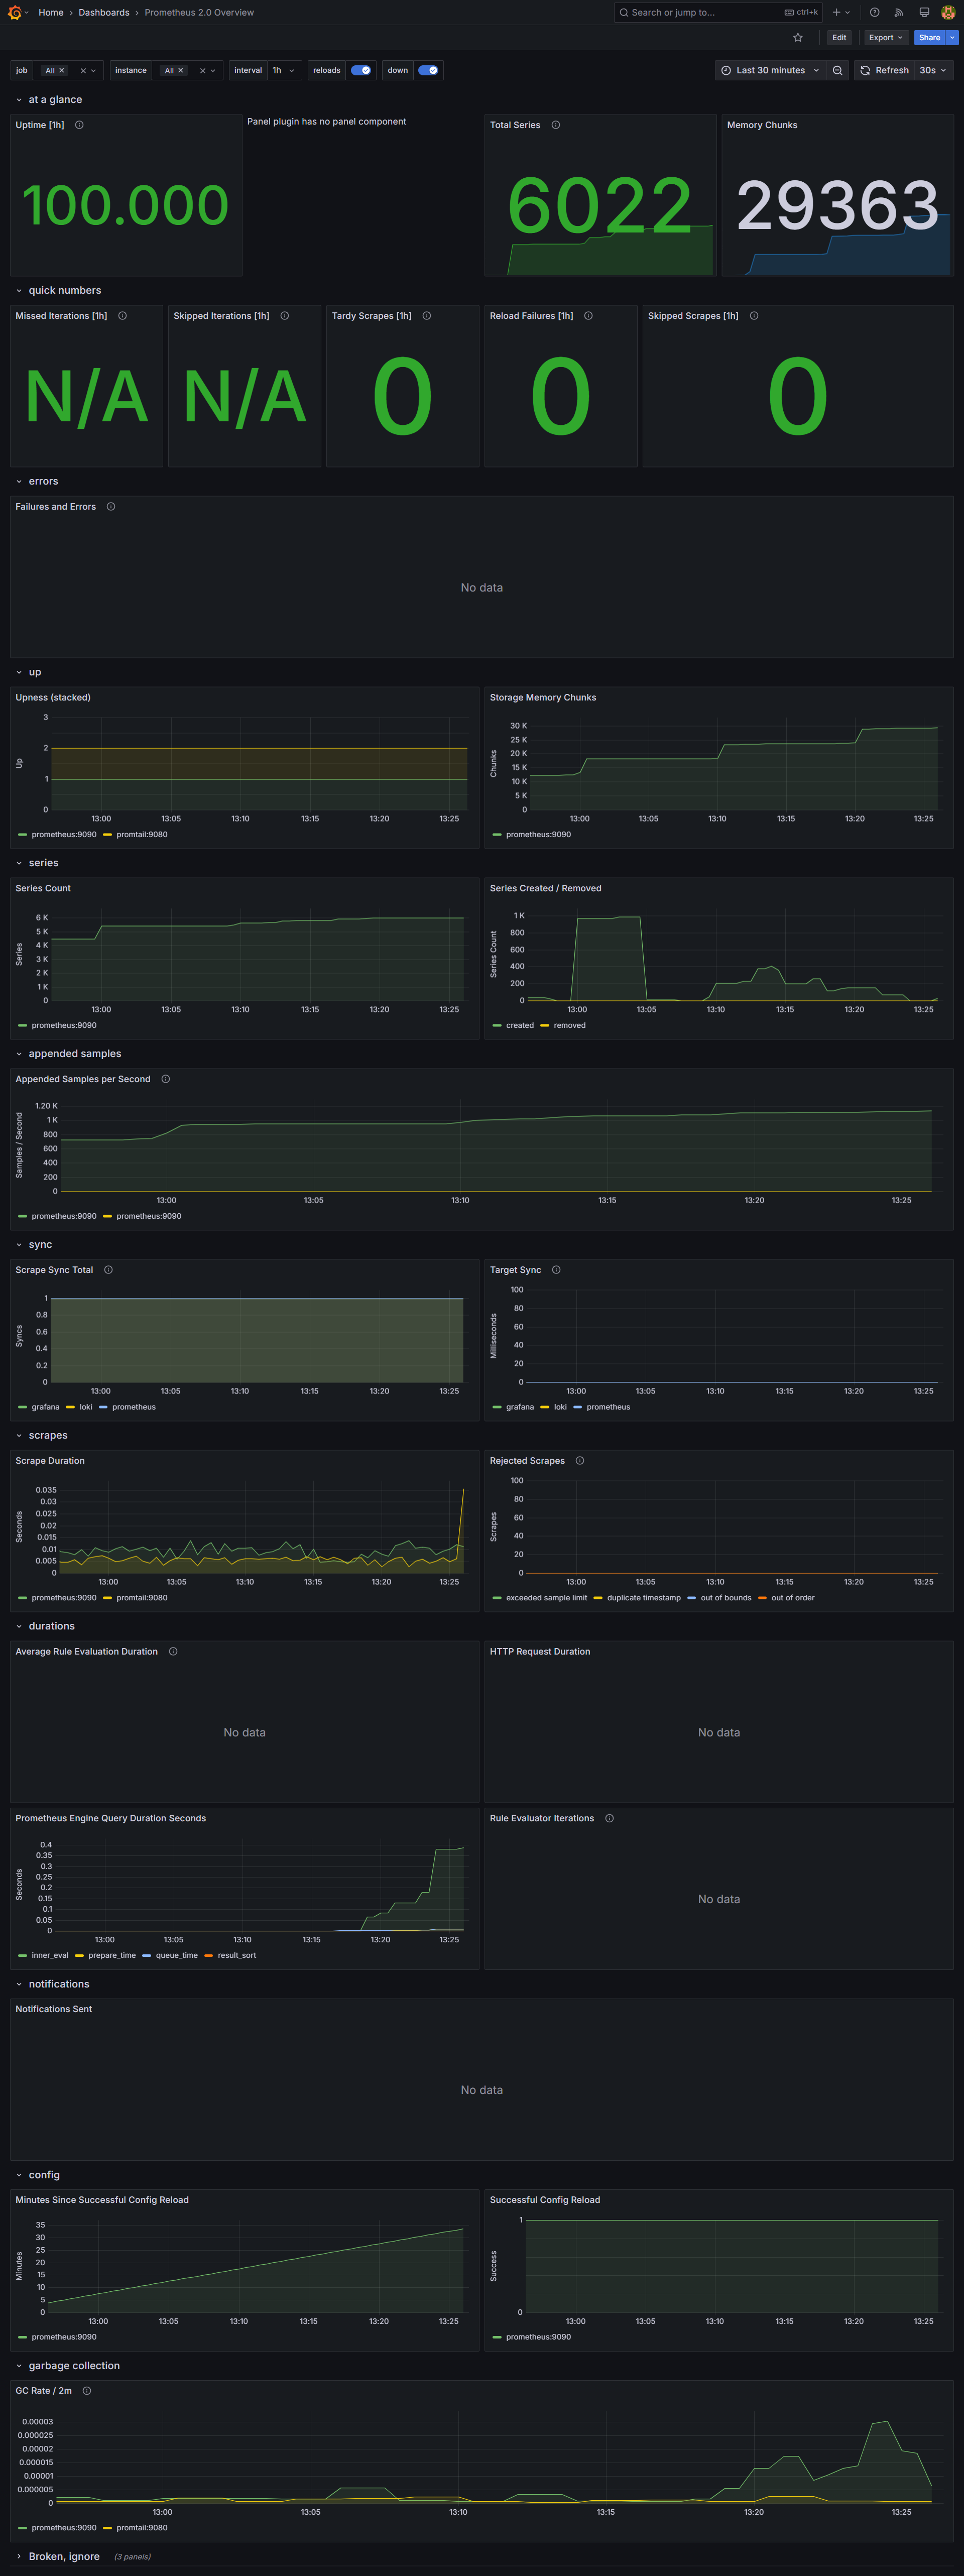 Home › Dashboards › Prometheus 2.0 Overview
Search or jump to... ctrl+k
Edit Export Share
job All instance All interval 1h reloads down
Last 30 minutes Refresh 30s
at a glance
Uptime [1h]
100.000
Panel plugin has no panel component
Total Series
6022
Memory Chunks
29363
quick numbers
Missed Iterations [1h]
N/A
Skipped Iterations [1h]
N/A
Tardy Scrapes [1h]
0
Reload Failures [1h]
0
Skipped Scrapes [1h]
0
errors
Failures and Errors
No data
up
Upness (stacked)
Up
3
2
1
0
13:00 13:05 13:10 13:15 13:20 13:25
prometheus:9090 promtail:9080
Storage Memory Chunks
Chunks
30 K
25 K
20 K
15 K
10 K
5 K
0
13:00 13:05 13:10 13:15 13:20 13:25
prometheus:9090
series
Series Count
Series
6 K
5 K
4 K
3 K
2 K
1 K
0
13:00 13:05 13:10 13:15 13:20 13:25
prometheus:9090
Series Created / Removed
Series Count
1 K
800
600
400
200
0
13:00 13:05 13:10 13:15 13:20 13:25
created removed
appended samples
Appended Samples per Second
Samples / Second
1.20 K
1 K
800
600
400
200
0
13:00 13:05 13:10 13:15 13:20 13:25
prometheus:9090 prometheus:9090
sync
Scrape Sync Total
Syncs
1
0.8
0.6
0.4
0.2
0
13:00 13:05 13:10 13:15 13:20 13:25
grafana loki prometheus
Target Sync
Milliseconds
100
80
60
40
20
0
13:00 13:05 13:10 13:15 13:20 13:25
grafana loki prometheus
scrapes
Scrape Duration
Seconds
0.035
0.03
0.025
0.02
0.015
0.01
0.005
0
13:00 13:05 13:10 13:15 13:20 13:25
prometheus:9090 promtail:9080
Rejected Scrapes
Scrapes
100
80
60
40
20
0
13:00 13:05 13:10 13:15 13:20 13:25
exceeded sample limit duplicate timestamp out of bounds out of order
durations
Average Rule Evaluation Duration
No data
HTTP Request Duration
No data
Prometheus Engine Query Duration Seconds
Seconds
0.4
0.35
0.3
0.25
0.2
0.15
0.1
0.05
0
13:00 13:05 13:10 13:15 13:20 13:25
inner_eval prepare_time queue_time result_sort
Rule Evaluator Iterations
No data
notifications
Notifications Sent
No data
config
Minutes Since Successful Config Reload
Minutes
35
30
25
20
15
10
5
0
13:00 13:05 13:10 13:15 13:20 13:25
prometheus:9090
Successful Config Reload
Success
1
0
13:00 13:05 13:10 13:15 13:20 13:25
prometheus:9090
garbage collection
GC Rate / 2m
0.00003
0.000025
0.00002
0.000015
0.00001
0.000005
0
13:00 13:05 13:10 13:15 13:20 13:25
prometheus:9090 promtail:9080
Broken, ignore (3 panels)